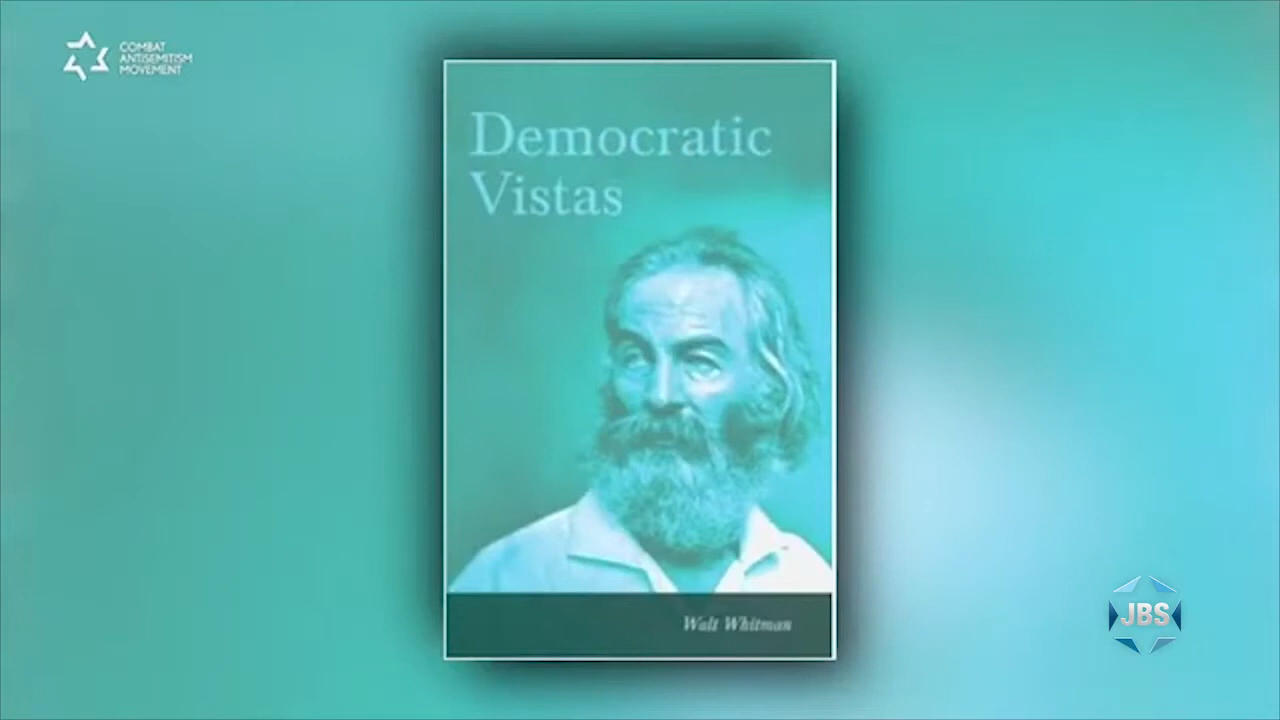 COMBAT
ANTISEMITISM
MOVEMENT
Democratic
Vistas
Walt Whitman
JBS